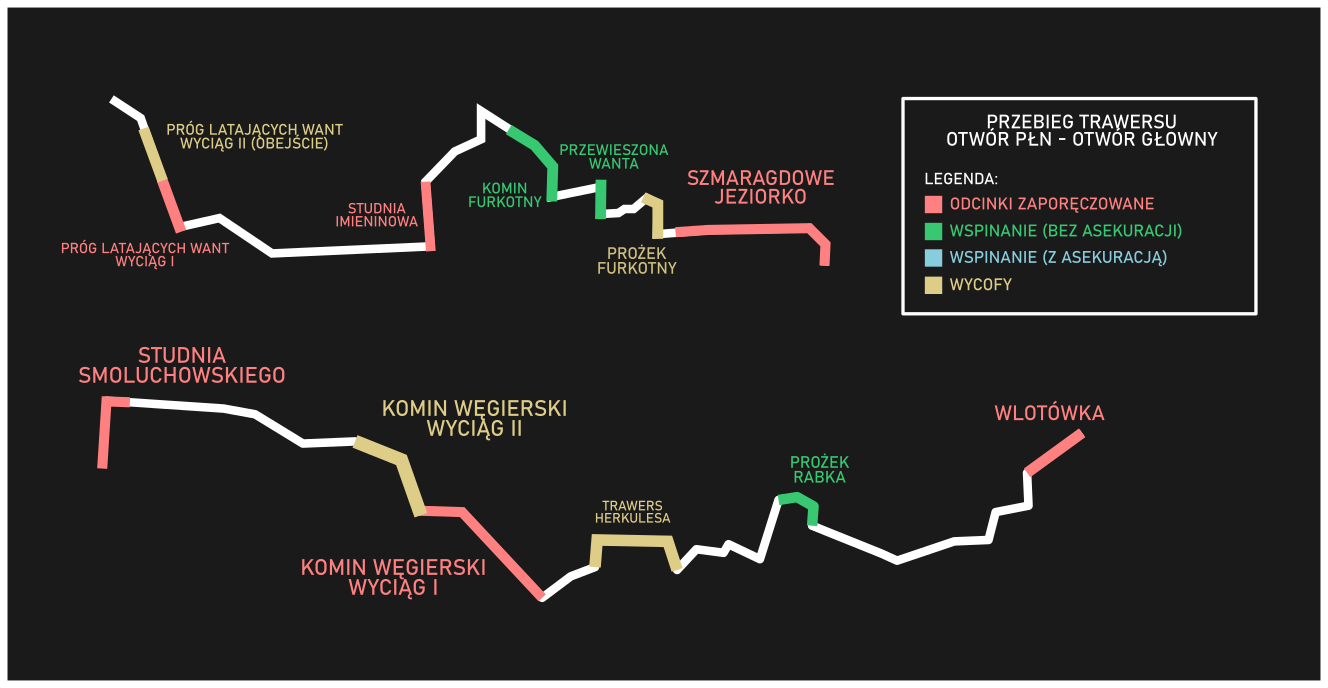 PRÓG LATAJĄCYCH WANT
WYCIĄG II (OBEJŚCIE)
PRÓG LATAJĄCYCH WANT
WYCIĄG I
STUDNIA
IMIENINOWA
KOMIN
FURKOTNY
PRZEWIESZONA
WANTA
PROŻEK
FURKOTNY
SZMARAGDOWE
JEZIORKO
PRZEBIEG TRAWERSU
OTWÓR PŁN - OTWÓR GŁOWNY
LEGENDA:
ODCINKI ZAPORĘCZOWANE
WSPINANIE (BEZ ASEKURACJI)
WSPINANIE (Z ASEKURACJĄ)
WYCOFY
STUDNIA
SMOLUCHOWSKIEGO
KOMIN WĘGIERSKI
WYCIĄG II
KOMIN WĘGIERSKI
WYCIĄG I
TRAWERS
HERKULESA
PROŻEK
RABKA
WLOTÓWKA